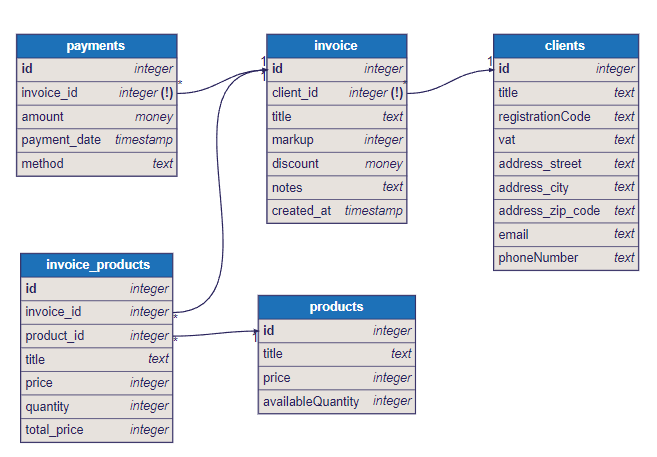 payments
id integer
invoice_id integer (!)
amount money
payment_date timestamp
method text
invoice
id integer
client_id integer (!)
title text
markup integer
discount money
notes text
created_at timestamp
clients
id integer
title text
registrationCode text
vat text
address_street text
address_city text
address_zip_code text
email text
phoneNumber text
invoice_products
id integer
invoice_id integer
product_id integer
title text
price integer
quantity integer
total_price integer
products
id integer
title text
price integer
availableQuantity integer
*
1
1
*
1
*
*
1